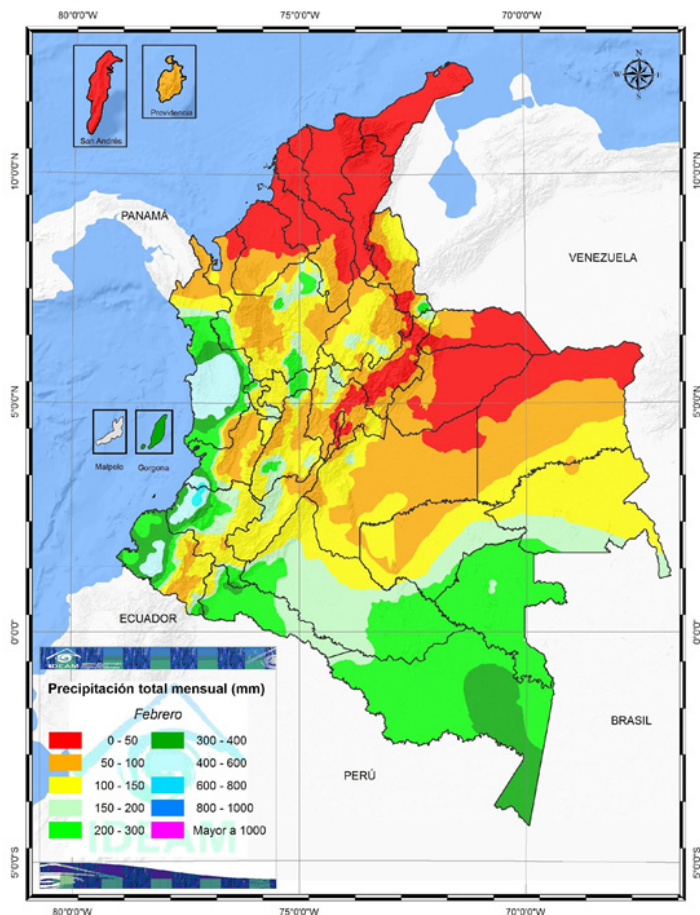 80°0'0"W 75°0'0"W 70°0'0"W
San Andrés
Providencia
N
W E
S
10°0'0"N 10°0'0"N
PANAMÁ
VENEZUELA
5°0'0"N 5°0'0"N
Malpelo
Gorgona
ECUADOR
0°0'0" 0°0'0"
IDEAM
Precipitación total mensual (mm)
Febrero
0 - 50 300 - 400
50 - 100 400 - 600
100 - 150 600 - 800
150 - 200 800 - 1000
200 - 300 Mayor a 1000
IDEAM
BRASIL
PERÚ
5°0'0"S 5°0'0"S
80°0'0"W 75°0'0"W 70°0'0"W